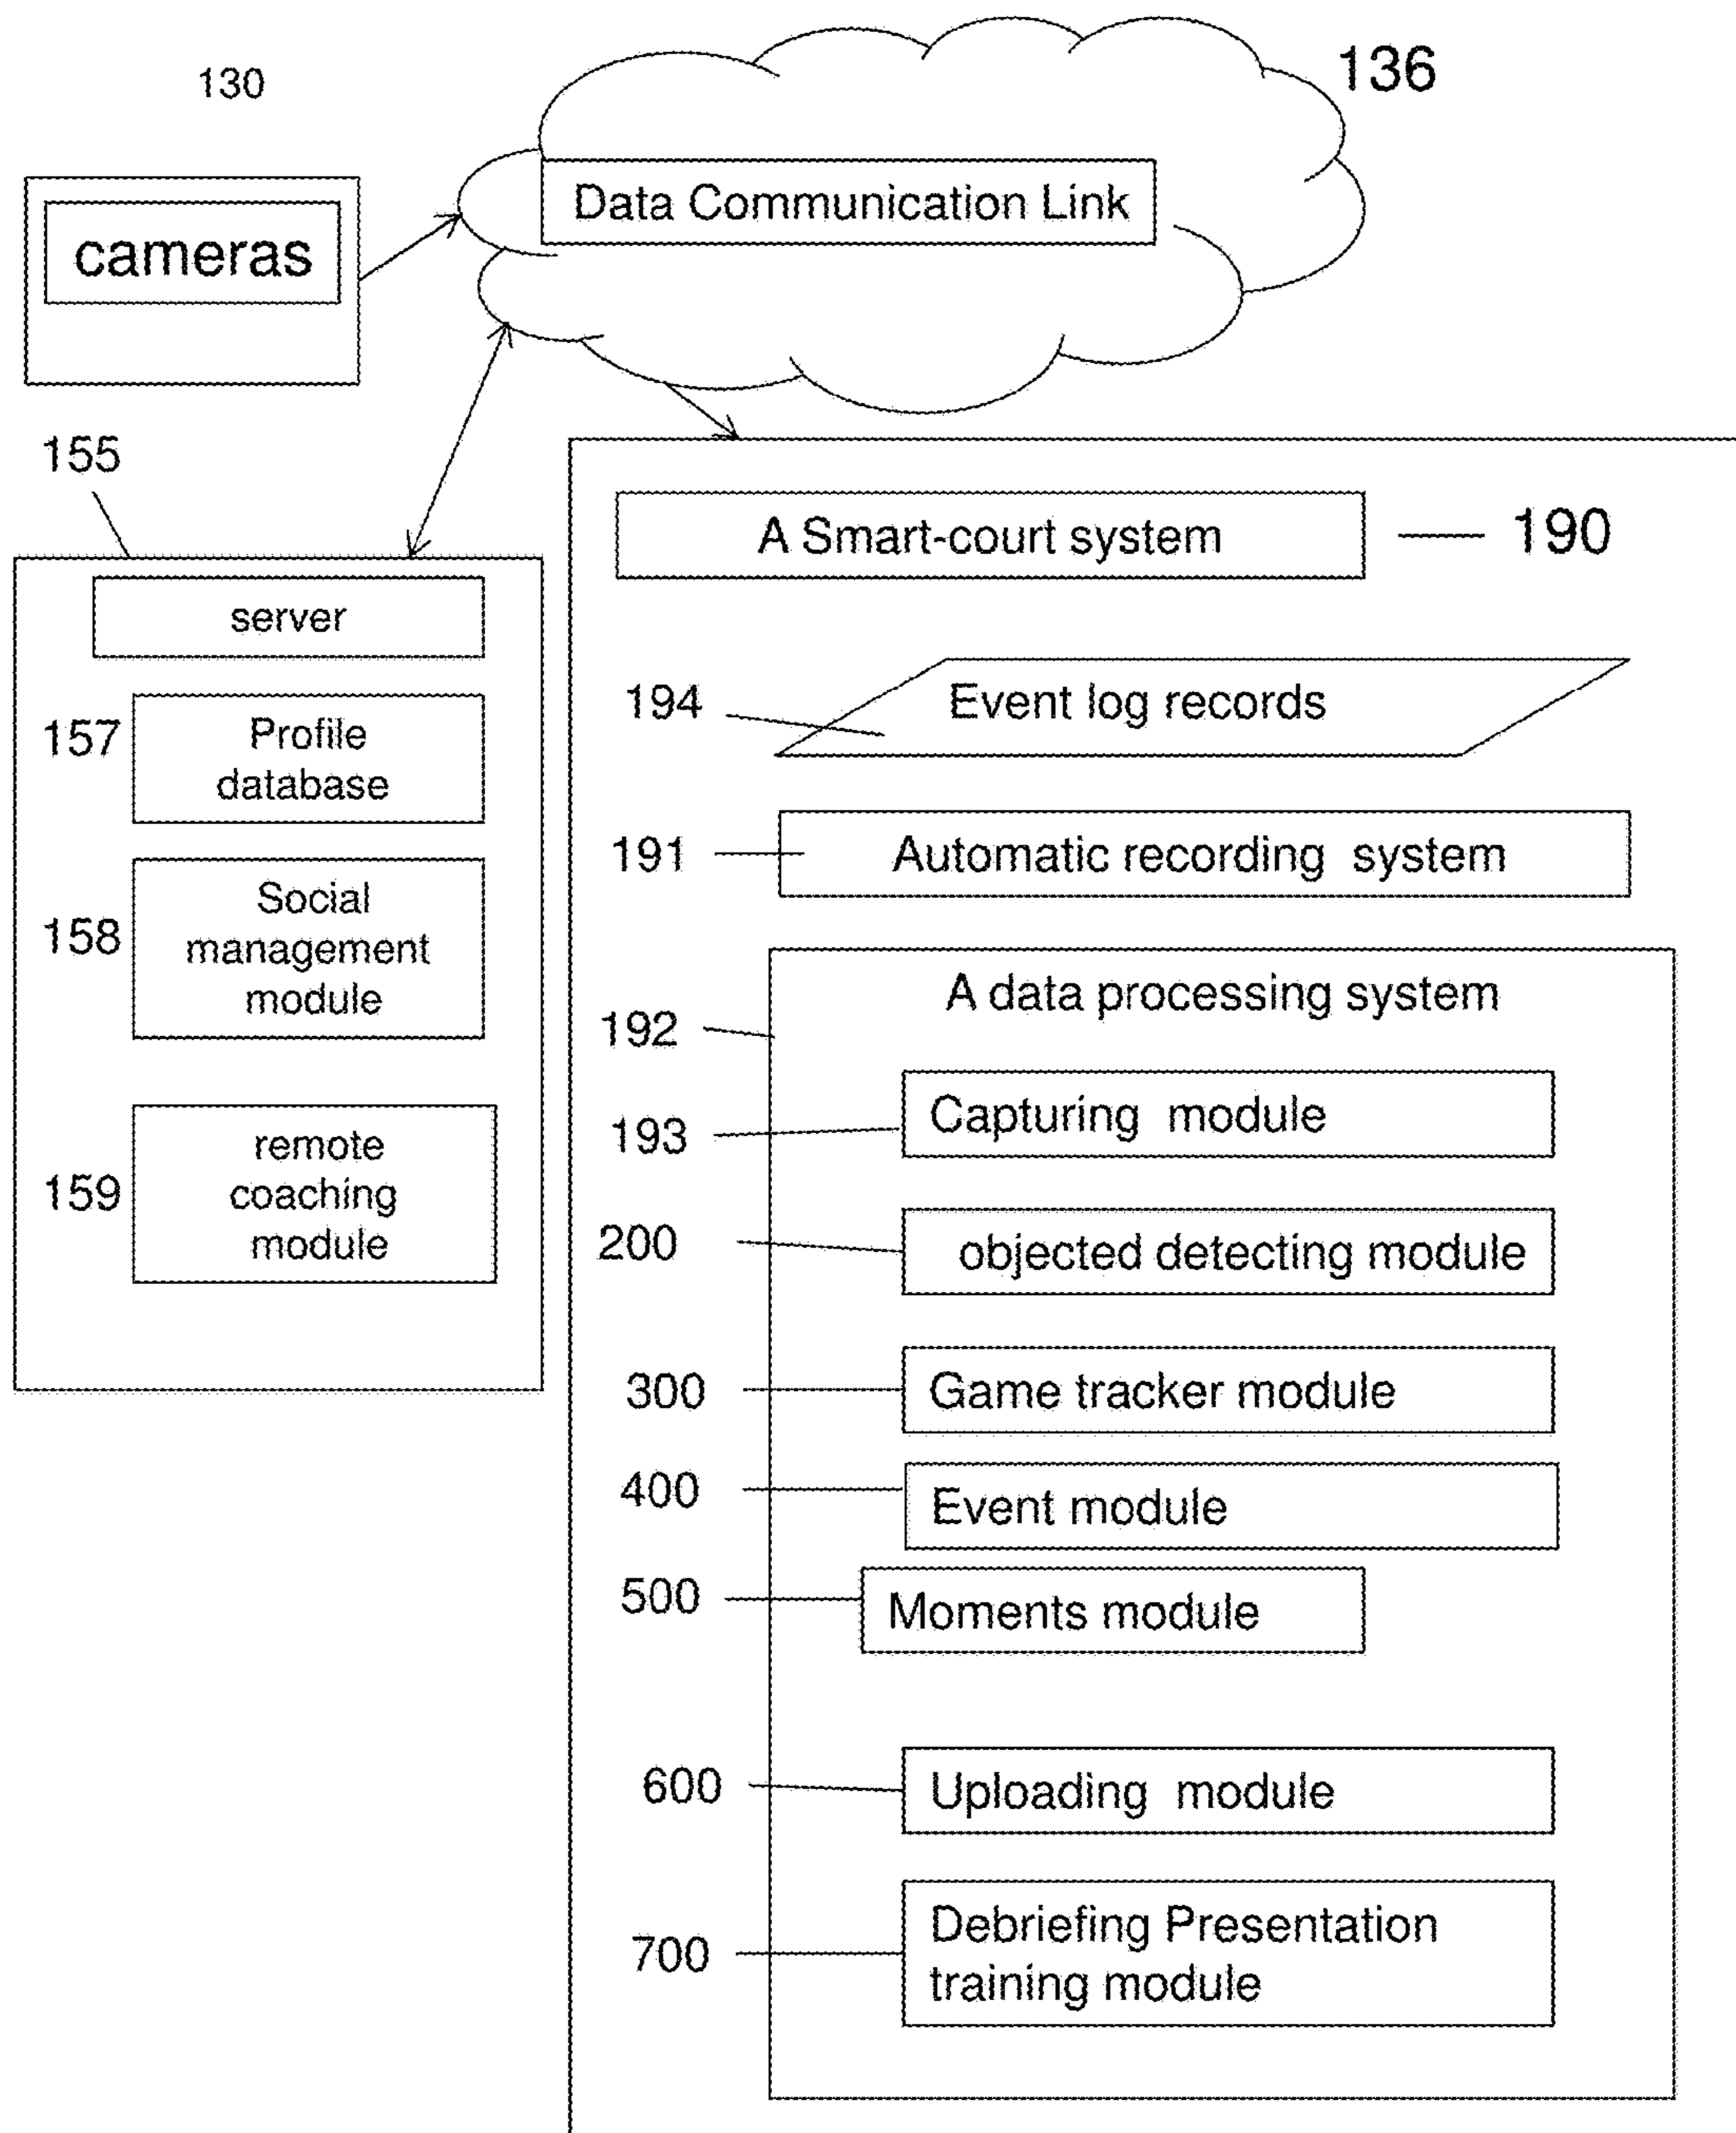 130
136
Data Communication Link
cameras
155
server
157
Profile
database
158
Social
management
module
159
remote
coaching
module
A Smart-court system
190
194
Event log records
191
Automatic recording system
192
A data processing system
193
Capturing module
200
objected detecting module
300
Game tracker module
400
Event module
500
Moments module
600
Uploading module
700
Debriefing Presentation
training module